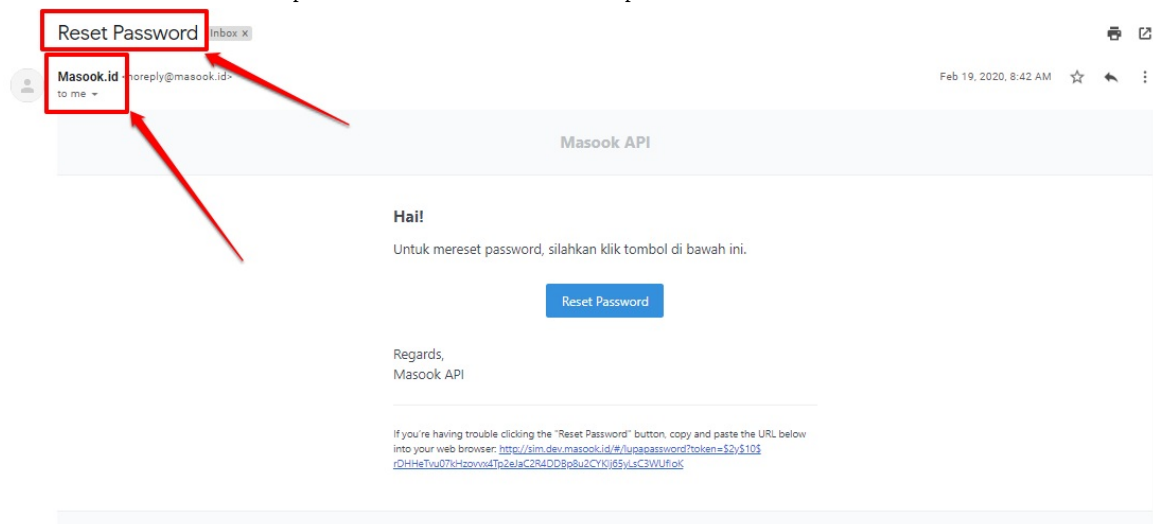 Reset Password Inbox x
Masook.id <noreply@masook.id> Feb 19, 2020, 8:42 AM
to me
Masook API
Hai!
Untuk mereset password, silahkan klik tombol di bawah ini.
Reset Password
Regards,
Masook API
If you're having trouble clicking the "Reset Password" button, copy and paste the URL below
into your web browser: http://sim.dev.masook.id/#/lupapassword?token=$2y$10$